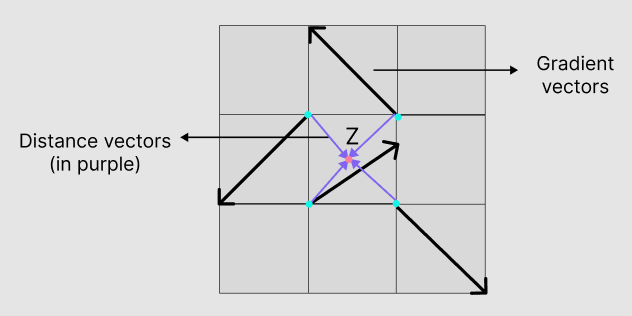 Gradient
vectors
Z
Distance vectors
(in purple)